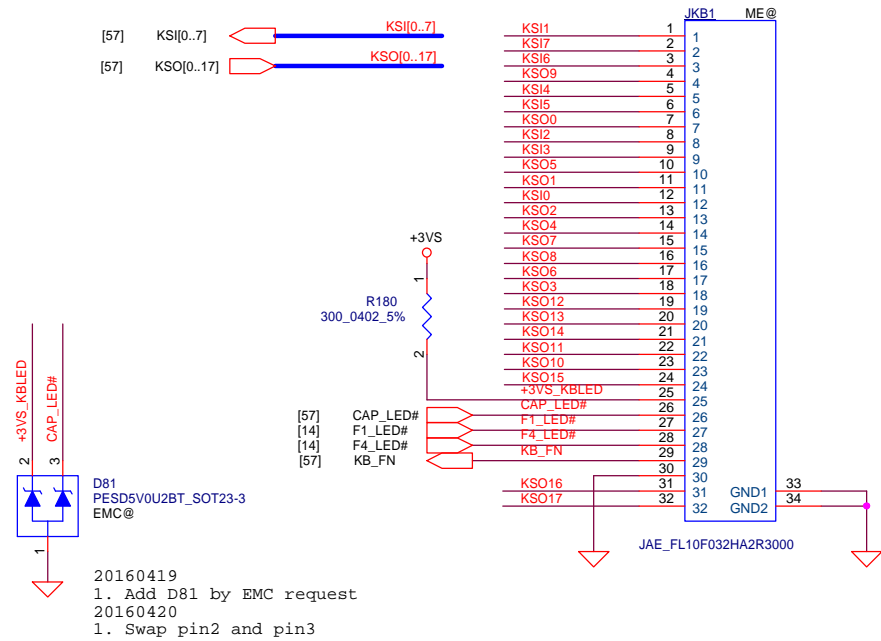 [57] KSI[0..7] KSI[0..7]
[57] KSO[0..17] KSO[0..17]
JKB1 ME@
KSI1 1 1
KSI7 2 2
KSI6 3 3
KSO9 4 4
KSI4 5 5
KSI5 6 6
KSO0 7 7
KSI2 8 8
KSI3 9 9
KSO5 10 10
KSO1 11 11
KSI0 12 12
KSO2 13 13
KSO4 14 14
KSO7 15 15
KSO8 16 16
KSO6 17 17
KSO3 18 18
KSO12 19 19
KSO13 20 20
KSO14 21 21
KSO11 22 22
KSO10 23 23
KSO15 24 24
+3VS_KBLED 25 25
[57] CAP_LED# CAP_LED# 26 26
[14] F1_LED# F1_LED# 27 27
[14] F4_LED# F4_LED# 28 28
[57] KB_FN KB_FN 29 29
30 30
KSO16 31 31 GND1 33
KSO17 32 32 GND2 34
JAE_FL10F032HA2R3000
+3VS
1
R180
300_0402_5%
2
+3VS_KBLED
CAP_LED#
2 3
D81
PESD5V0U2BT_SOT23-3
EMC@
1
20160419
1. Add D81 by EMC request
20160420
1. Swap pin2 and pin3